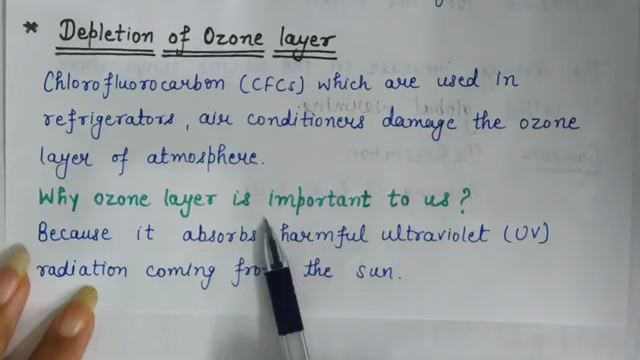 * Depletion of Ozone layer
Chlorofluorocarbon (CFCs) which are used in
refrigerators, air conditioners damage the ozone
layer of atmosphere.
Why ozone layer is important to us?
Because it absorbs harmful ultraviolet (UV)
radiation coming from the sun.